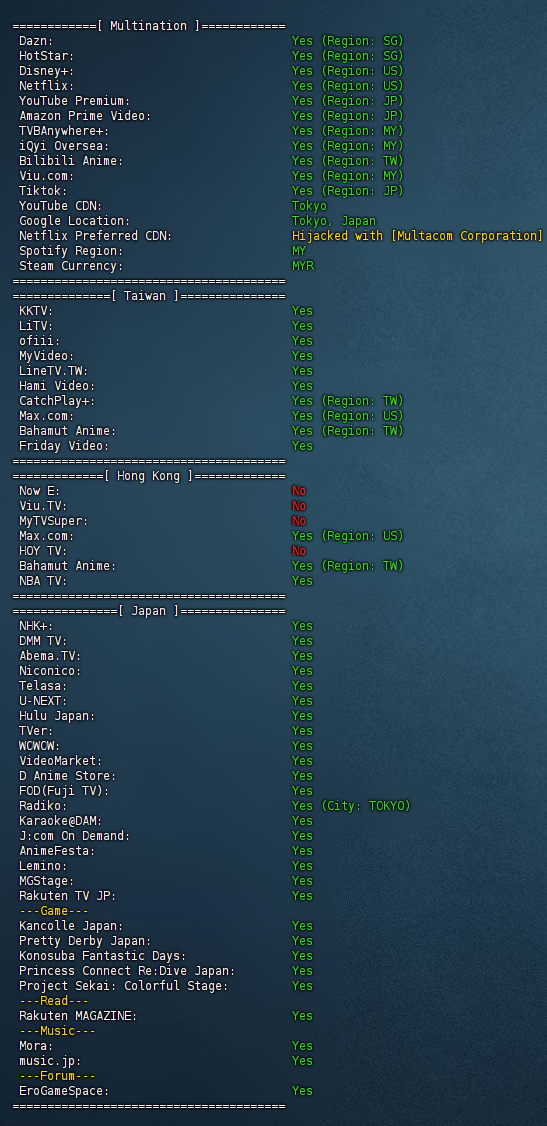 ============[ Multination ]============
Dazn: Yes (Region: SG)
HotStar: Yes (Region: SG)
Disney+: Yes (Region: US)
Netflix: Yes (Region: US)
YouTube Premium: Yes (Region: JP)
Amazon Prime Video: Yes (Region: JP)
TVBAnywhere+: Yes (Region: MY)
iQyi Oversea: Yes (Region: MY)
Bilibili Anime: Yes (Region: TW)
Viu.com: Yes (Region: MY)
Tiktok: Yes (Region: JP)
YouTube CDN: Tokyo
Google Location: Tokyo, Japan
Netflix Preferred CDN: Hijacked with [Multacom Corporation]
Spotify Region: MY
Steam Currency: MYR
=======================================
==============[ Taiwan ]===============
KKTV: Yes
LiTV: Yes
ofiii: Yes
MyVideo: Yes
LineTV.TW: Yes
Hami Video: Yes
CatchPlay+: Yes (Region: TW)
Max.com: Yes (Region: US)
Bahamut Anime: Yes (Region: TW)
Friday Video: Yes
=======================================
=============[ Hong Kong ]=============
Now E: No
Viu.TV: No
MyTVSuper: No
Max.com: Yes (Region: US)
HOY TV: No
Bahamut Anime: Yes (Region: TW)
NBA TV: Yes
=======================================
===============[ Japan ]===============
NHK+: Yes
DMM TV: Yes
Abema.TV: Yes
Niconico: Yes
Telasa: Yes
U-NEXT: Yes
Hulu Japan: Yes
TVer: Yes
WOWOW: Yes
VideoMarket: Yes
D Anime Store: Yes
FOD(Fuji TV): Yes
Radiko: Yes (City: TOKYO)
Karaoke@DAM: Yes
J:com On Demand: Yes
AnimeFesta: Yes
Lemino: Yes
MGStage: Yes
Rakuten TV JP: Yes
---Game---
Kancolle Japan: Yes
Pretty Derby Japan: Yes
Konosuba Fantastic Days: Yes
Princess Connect Re:Dive Japan: Yes
Project Sekai: Colorful Stage: Yes
---Read---
Rakuten MAGAZINE: Yes
---Music---
Mora: Yes
music.jp: Yes
---Forum---
EroGameSpace: Yes
=======================================